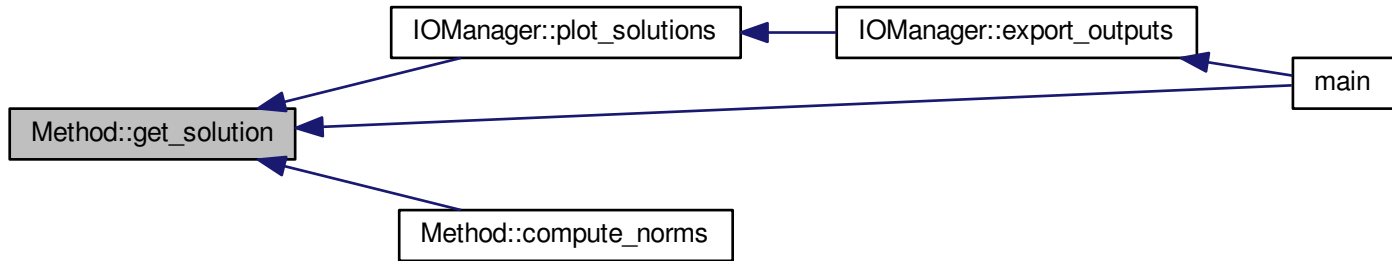 IOManager::plot_solutions
IOManager::export_outputs
main
Method::get_solution
Method::compute_norms